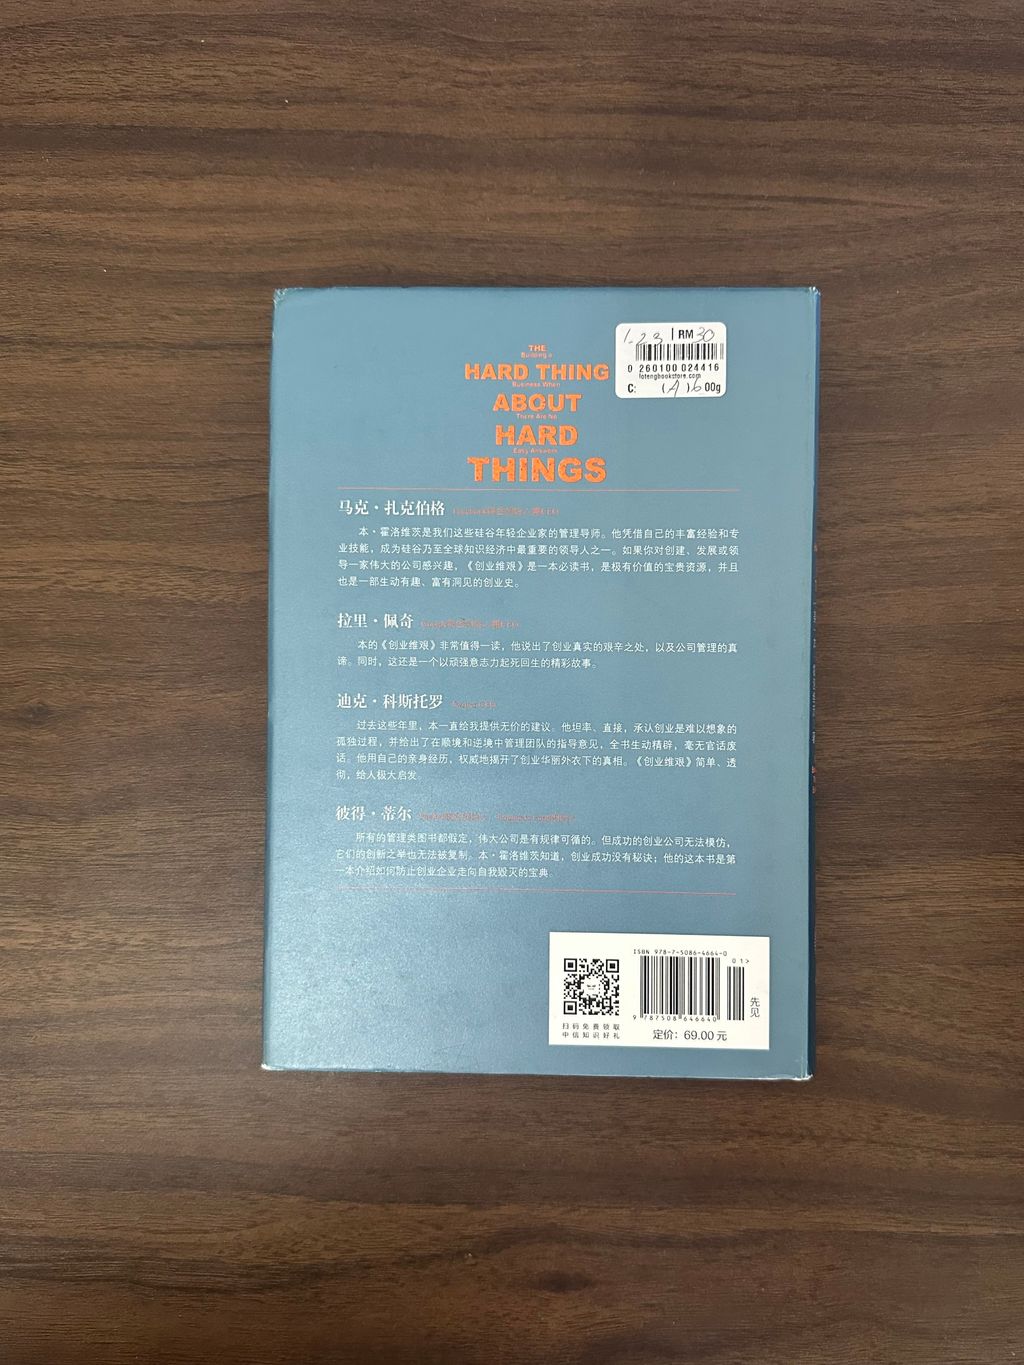 THE
Building a
HARD THING
Business When
ABOUT
There Are No
HARD
Easy Answers
THINGS
RM 30
0 260100 024416
fotengbookstore.com
C: 00g
马克·扎克伯格
本·霍洛维茨是我们这些硅谷年轻企业家的管理导师。他凭借自己的丰富经验和专
业技能，成为硅谷乃至全球知识经济中最重要的领导人之一。如果你对创建、发展或领
导一家伟大的公司感兴趣，《创业维艰》是一本必读书，是极有价值的宝贵资源，并且
也是一部生动有趣、富有洞见的创业史。
拉里·佩奇
本的《创业维艰》非常值得一读，他说出了创业真实的艰辛之处，以及公司管理的真
谛。同时，这还是一个以顽强意志力起死回生的精彩故事。
迪克·科斯托罗
过去这些年里，本一直给我提供无价的建议。他坦率、直接，承认创业是难以想象的
孤独过程，并给出了在顺境和逆境中管理团队的指导意见，全书生动精辟，毫无官话废
话。他用自己的亲身经历，权威地揭开了创业华丽外衣下的真相。《创业维艰》简单、透
彻，给人极大启发。
彼得·蒂尔
所有的管理类图书都假定，伟大公司是有规律可循的。但成功的创业公司无法模仿，
它们的创新之举也无法被复制。本·霍洛维茨知道，创业成功没有秘诀；他的这本书是第
一本介绍如何防止创业企业走向自我毁灭的宝典。
ISBN 978-7-5086-4664-0
01>
9 787508 646640
先见
扫码免费领取
中信知识好礼
定价：69.00元